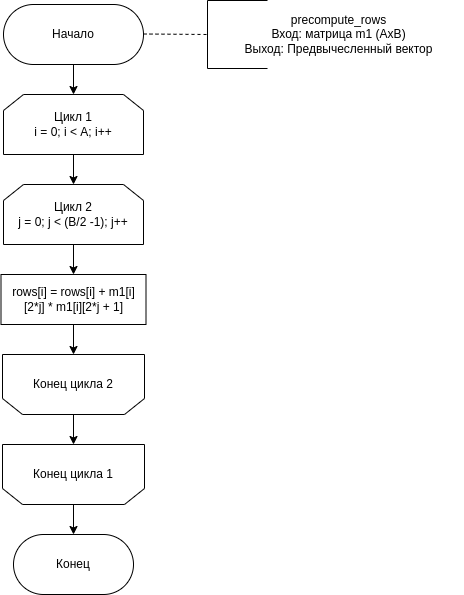 Начало
precompute_rows
Вход: матрица m1 (AxB)
Выход: Предвычесленный вектор
Цикл 1
i = 0; i < A; i++
Цикл 2
j = 0; j < (B/2 -1); j++
rows[i] = rows[i] + m1[i]
[2*j] * m1[i][2*j + 1]
Конец цикла 2
Конец цикла 1
Конец